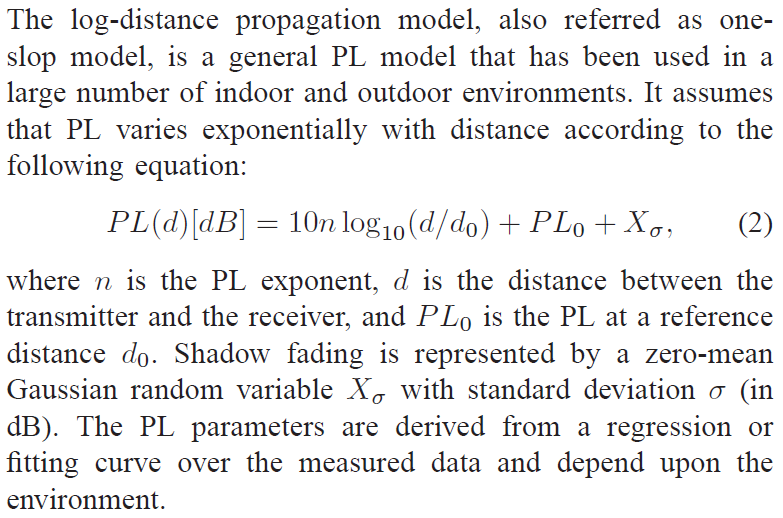 The log-distance propagation model, also referred as one-
slop model, is a general PL model that has been used in a
large number of indoor and outdoor environments. It assumes
that PL varies exponentially with distance according to the
following equation:
PL(d)[dB] = 10n log₁₀(d/d₀) + PL₀ + X_σ, (2)
where n is the PL exponent, d is the distance between the
transmitter and the receiver, and PL₀ is the PL at a reference
distance d₀. Shadow fading is represented by a zero-mean
Gaussian random variable X_σ with standard deviation σ (in
dB). The PL parameters are derived from a regression or
fitting curve over the measured data and depend upon the
environment.